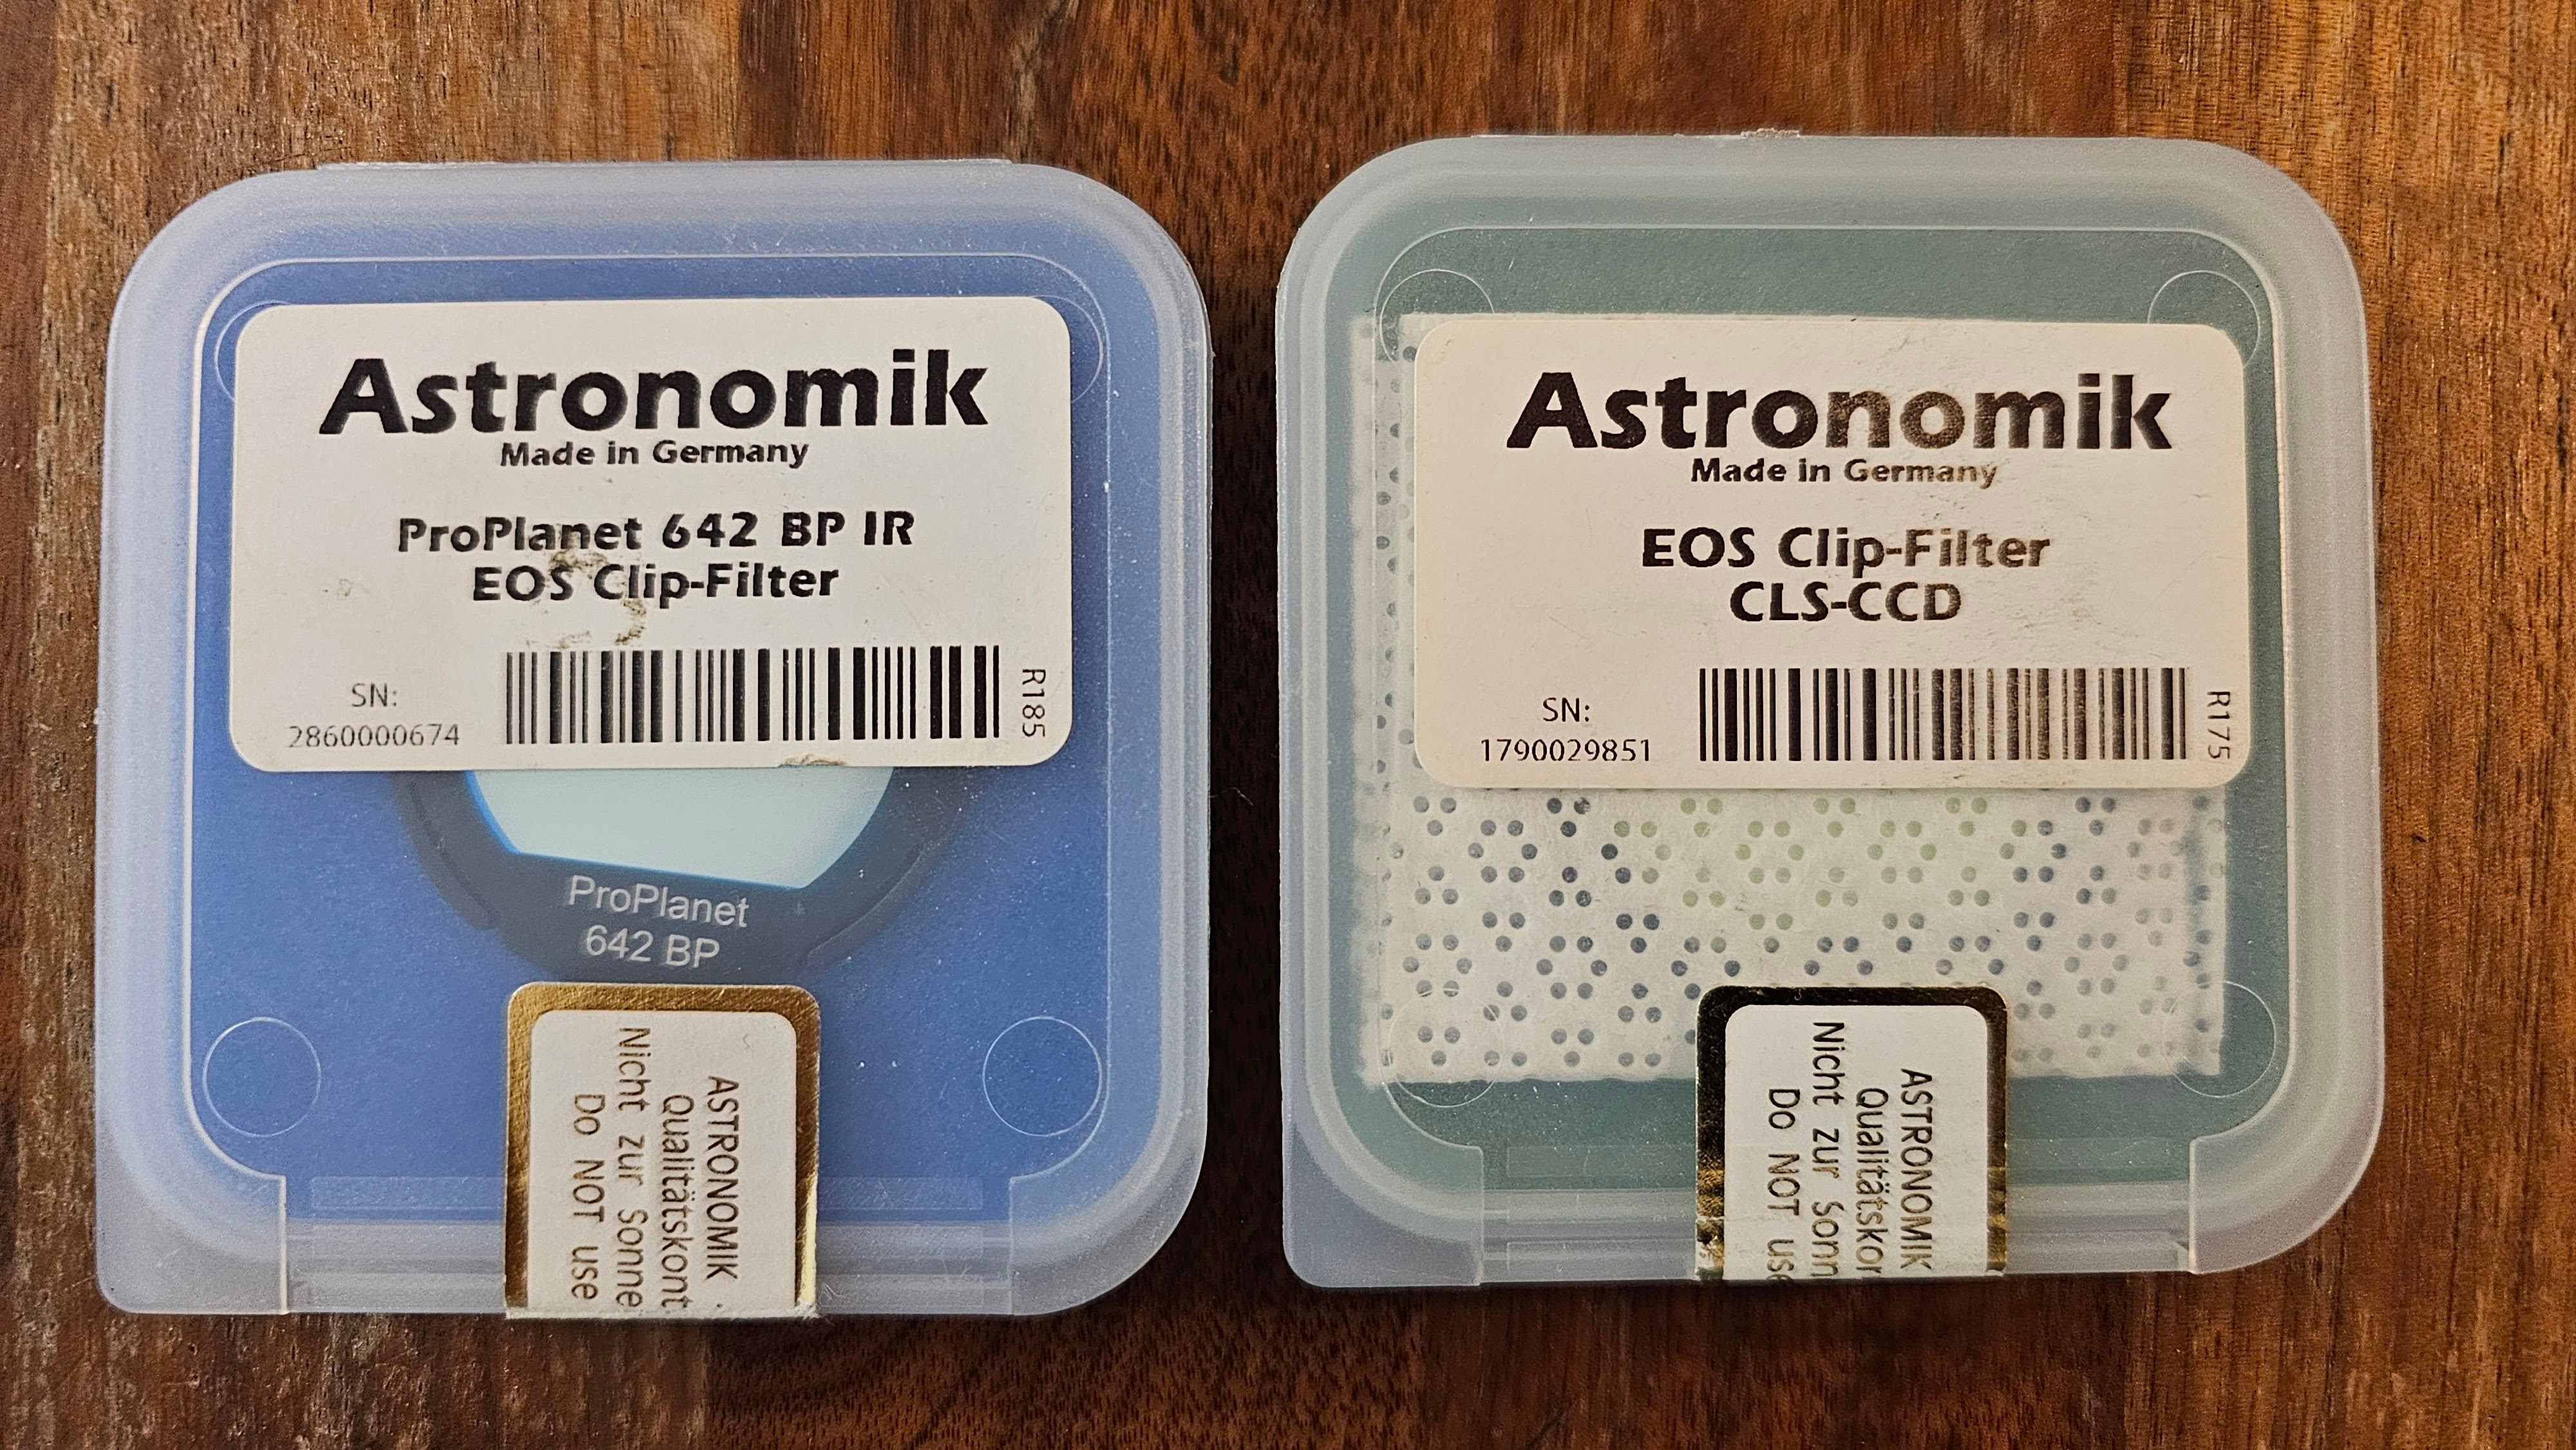 Astronomik
Made in Germany
ProPlanet 642 BP IR
EOS Clip-Filter
SN:
2860000674
R185
ProPlanet
642 BP
ASTRONOMIK
Qualitätskont
Nicht zur Sonne
Do NOT use
Astronomik
Made in Germany
EOS Clip-Filter
CLS-CCD
SN:
1790029851
R175
ASTRONOMIK
Qualitätskon
Nicht zur Sonn
Do NOT use